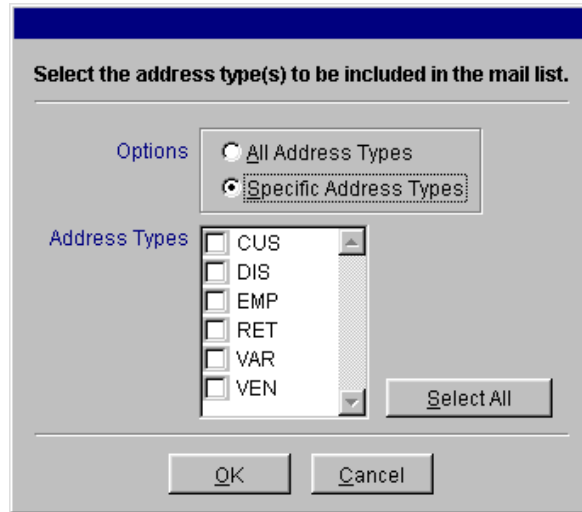 Select the address type(s) to be included in the mail list.
Options
All Address Types
Specific Address Types
Address Types
CUS
DIS
EMP
RET
VAR
VEN
Select All
OK
Cancel